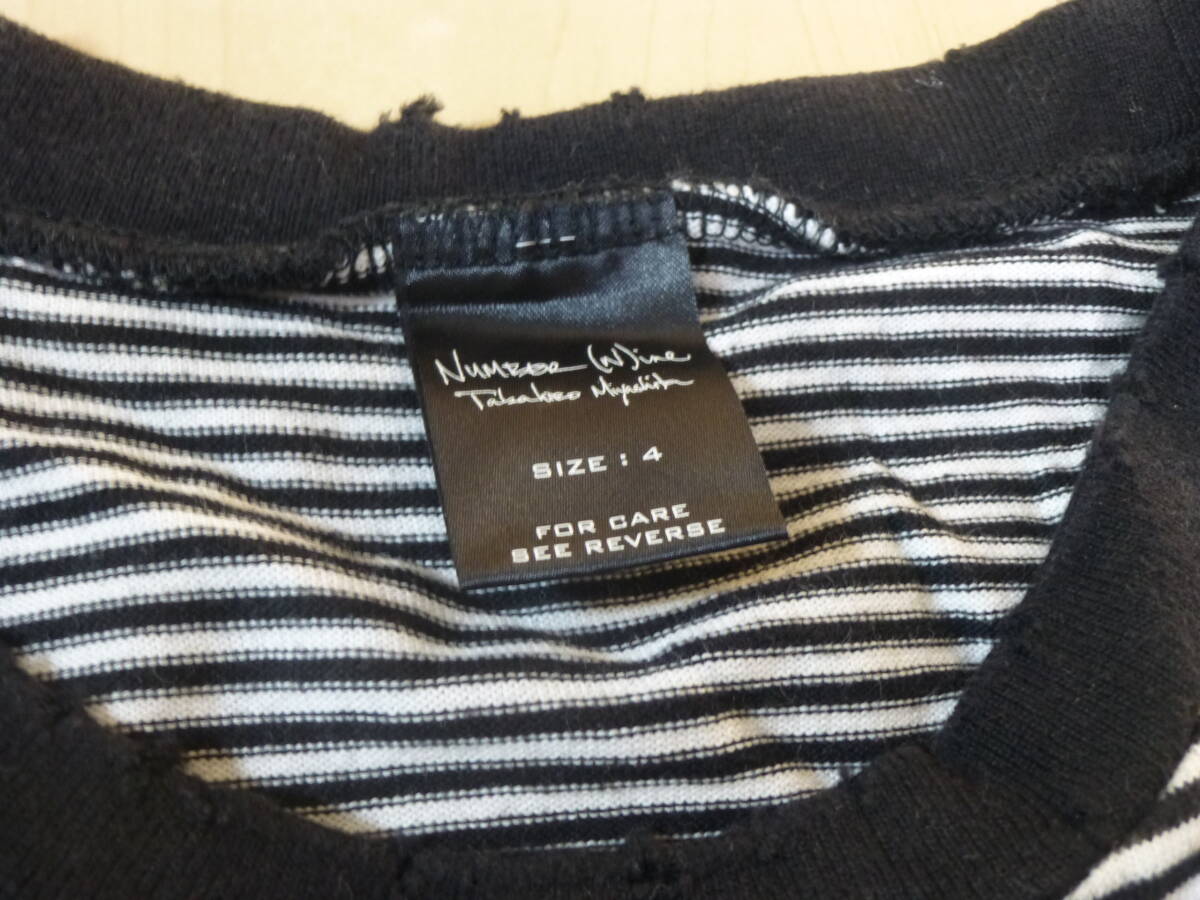 NUMBER (N)ine
Takahiro Miyashita
SIZE : 4
FOR CARE
SEE REVERSE